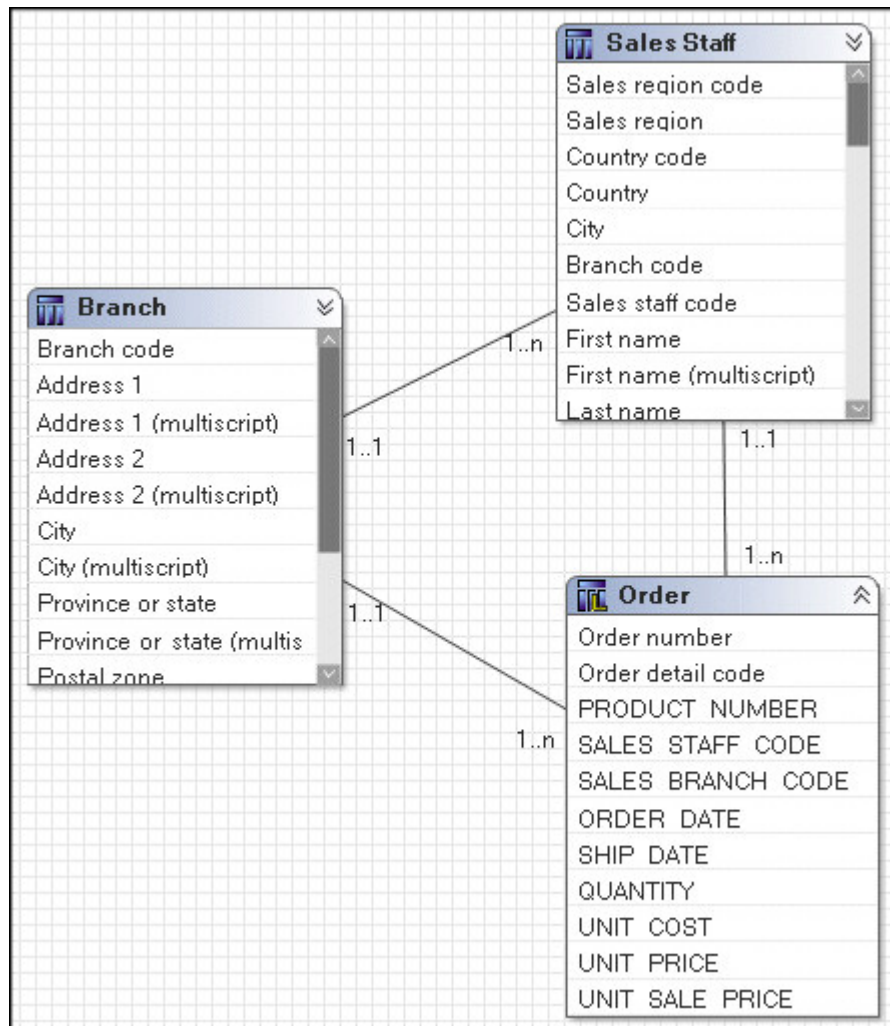 Sales Staff
Sales region code
Sales region
Country code
Country
City
Branch code
Sales staff code
First name
First name (multiscript)
Last name
1..n
1..1
Branch
Branch code
Address 1
Address 1 (multiscript)
Address 2
Address 2 (multiscript)
City
City (multiscript)
Province or state
Province or state (multis
Postal zone
1..1
1..1
1..n
1..n
Order
Order number
Order detail code
PRODUCT NUMBER
SALES STAFF CODE
SALES BRANCH CODE
ORDER DATE
SHIP DATE
QUANTITY
UNIT COST
UNIT PRICE
UNIT SALE PRICE